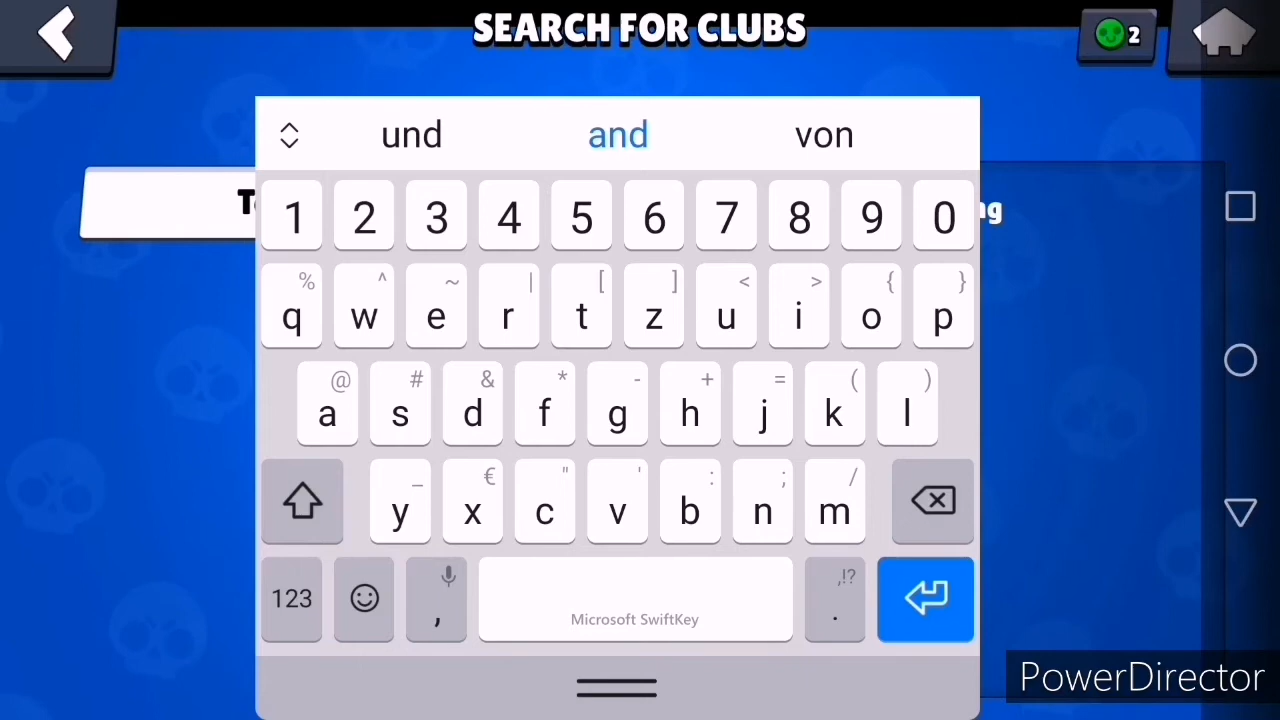 SEARCH FOR CLUBS
2
und and von
1 2 3 4 5 6 7 8 9 0
% ^ ~ | [ ] < > { }
q w e r t z u i o p
@ # & * - + = ( )
a s d f g h j k l
_ € " ' : ; /
y x c v b n m
123 , Microsoft SwiftKey ,!? .
PowerDirector